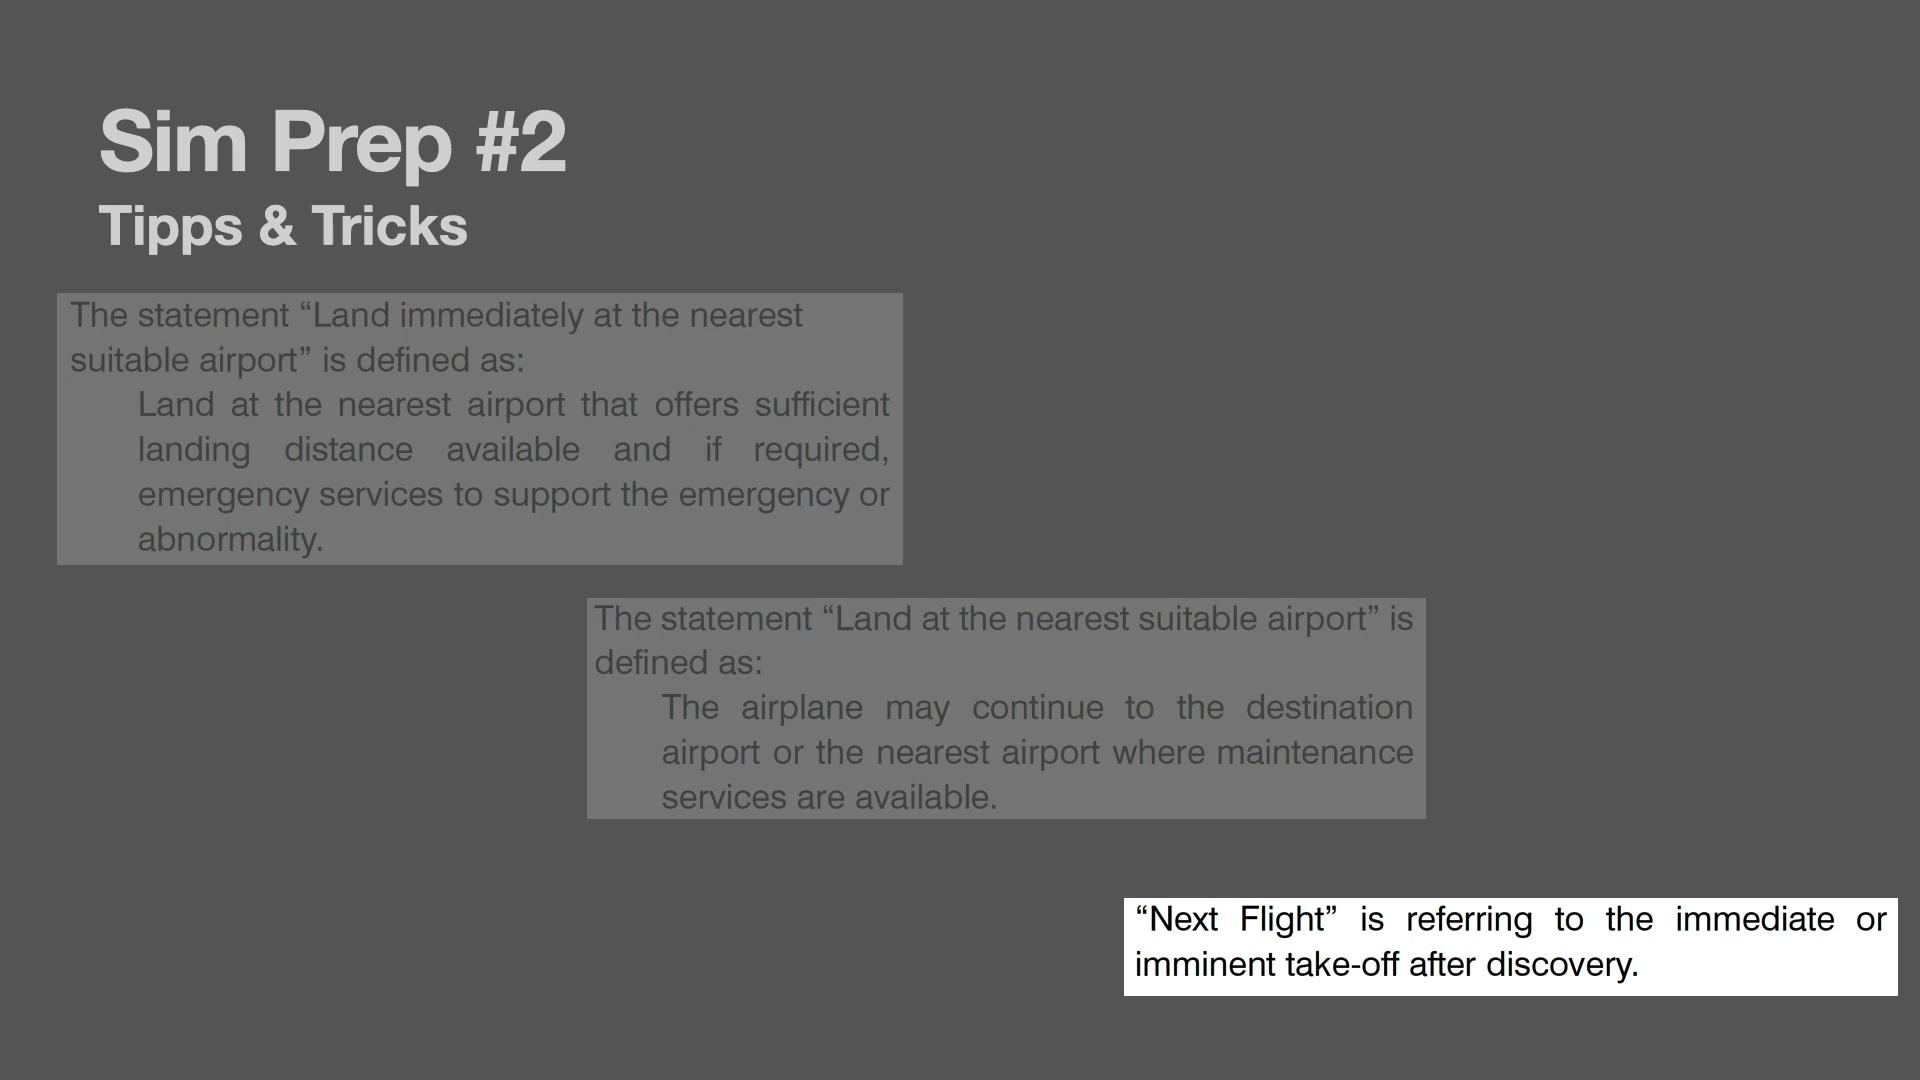 Sim Prep #2
Tipps & Tricks
The statement “Land immediately at the nearest
suitable airport” is defined as:
Land at the nearest airport that offers sufficient
landing distance available and if required,
emergency services to support the emergency or
abnormality.
The statement “Land at the nearest suitable airport” is
defined as:
The airplane may continue to the destination
airport or the nearest airport where maintenance
services are available.
“Next Flight” is referring to the immediate or
imminent take-off after discovery.